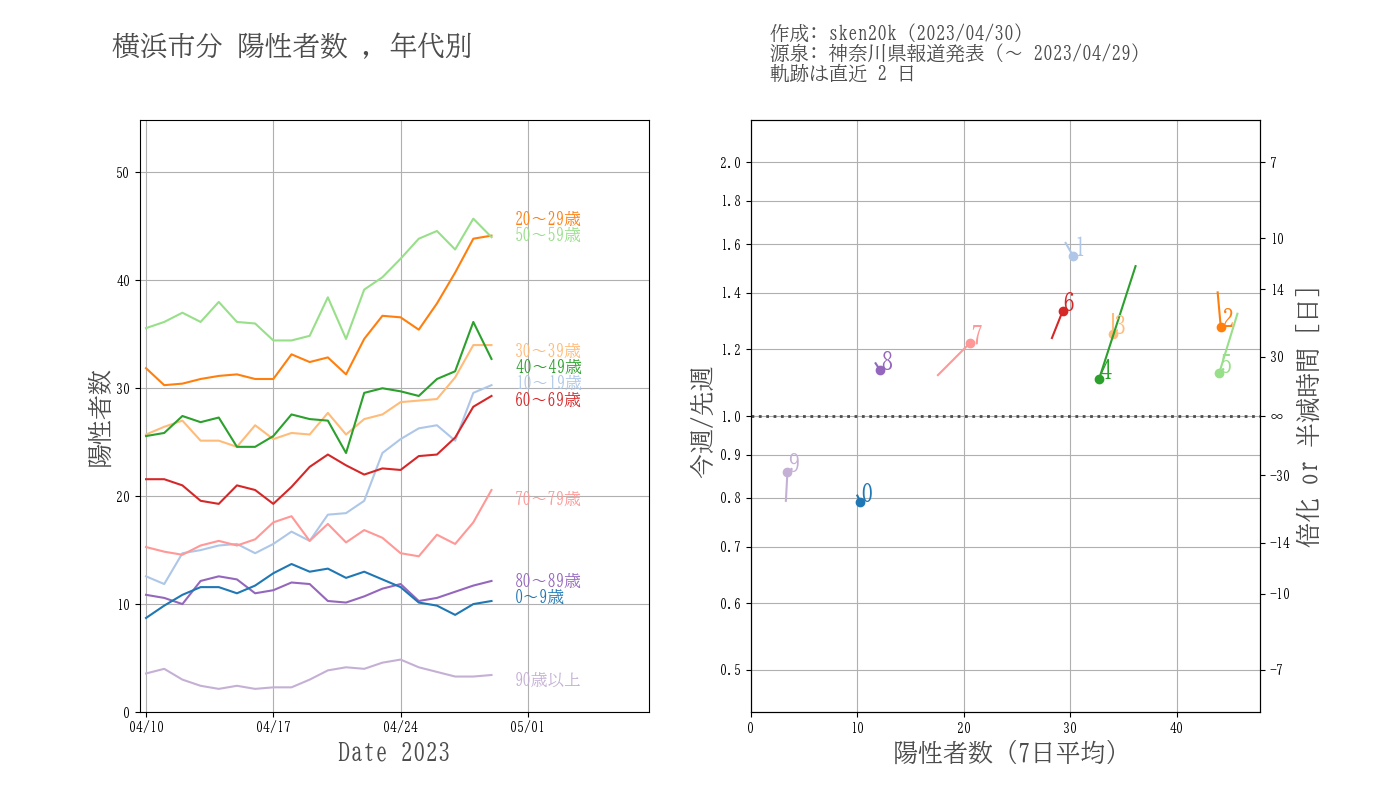 横浜市分 陽性者数 , 年代別
作成: sken20k (2023/04/30)
源泉: 神奈川県報道発表 (～ 2023/04/29)
軌跡は直近 2 日
陽性者数
50
40
30
20
10
0
20～29歳
50～59歳
30～39歳
40～49歳
10～19歳
60～69歳
70～79歳
80～89歳
0～9歳
90歳以上
04/10
04/17
04/24
05/01
Date 2023
今週/先週
2.0
1.8
1.6
1.4
1.2
1.0
0.9
0.8
0.7
0.6
0.5
1
6
2
3
7
8
4
5
9
0
7
10
14
30
∞
−30
−14
−10
−7
倍化 or 半減時間 [日]
0
10
20
30
40
陽性者数 (7日平均)